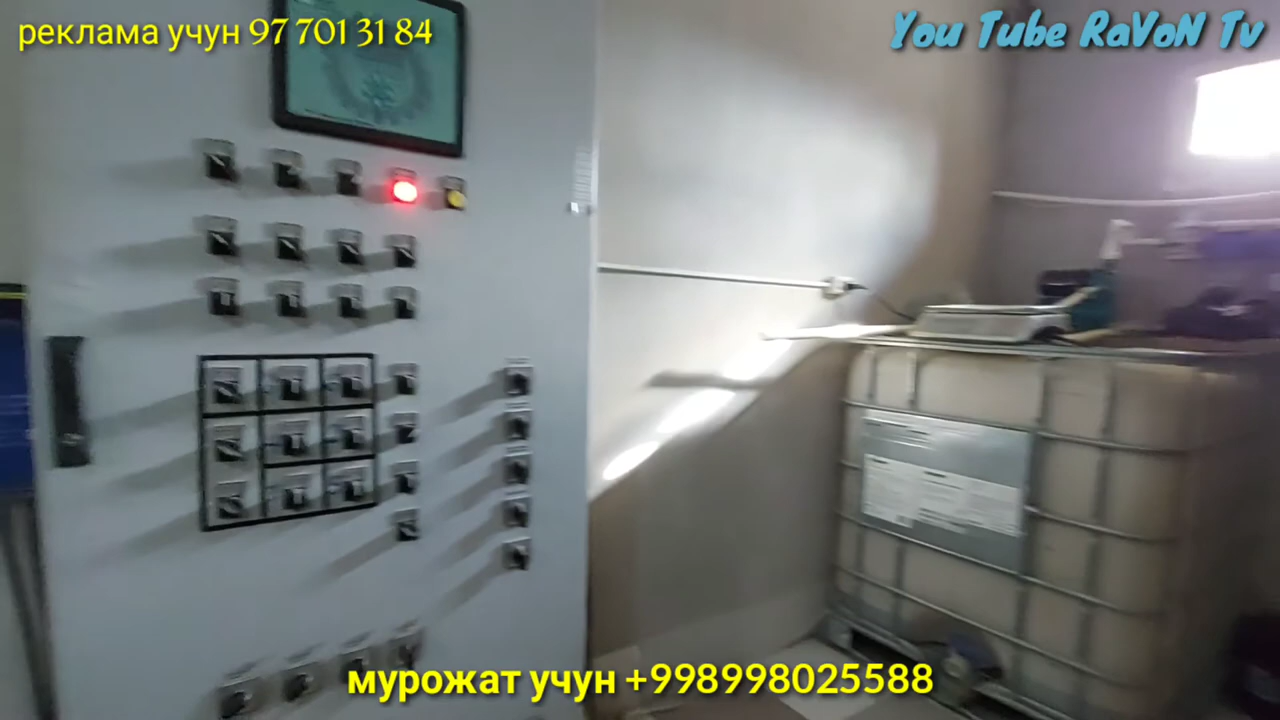 реклама учун 97 701 31 84
You Tube RaVoN Tv
мурожат учун +998998025588